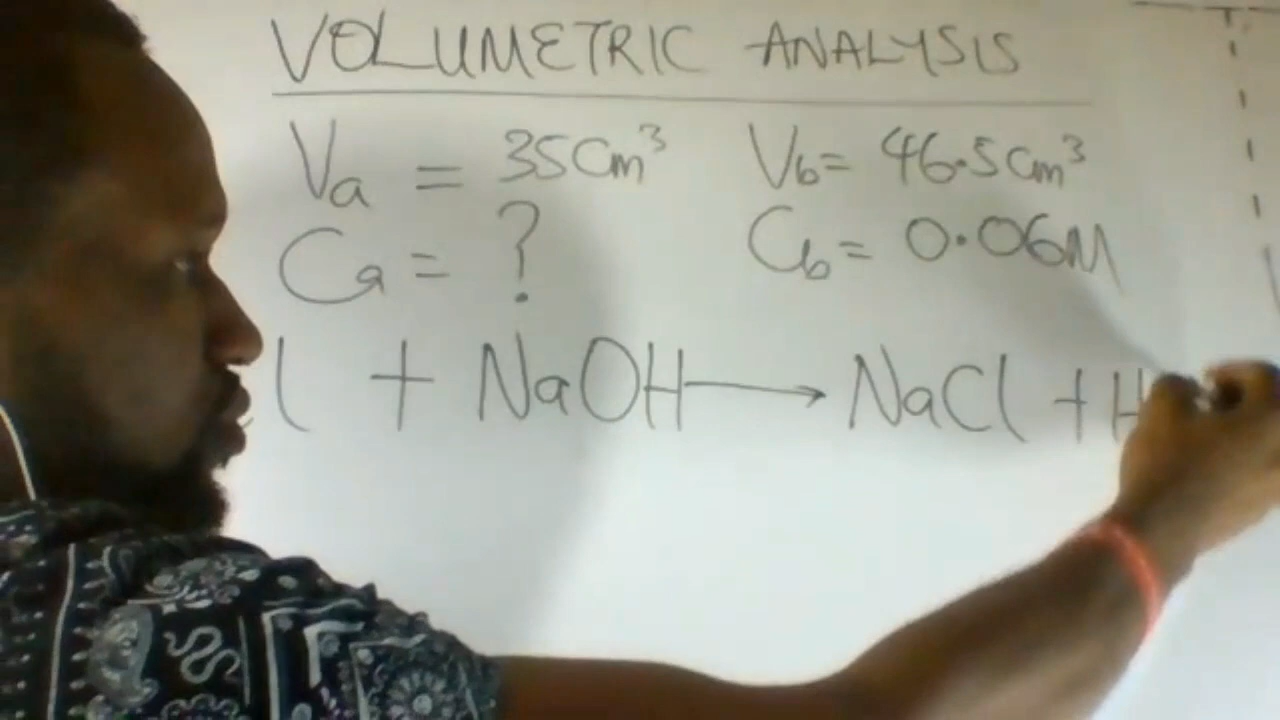 VOLUMETRIC ANALYSIS
Va = 35cm³ Vb= 46.5cm³
Ca = ? Cb= 0.06M
l + NaOH → NaCl + H